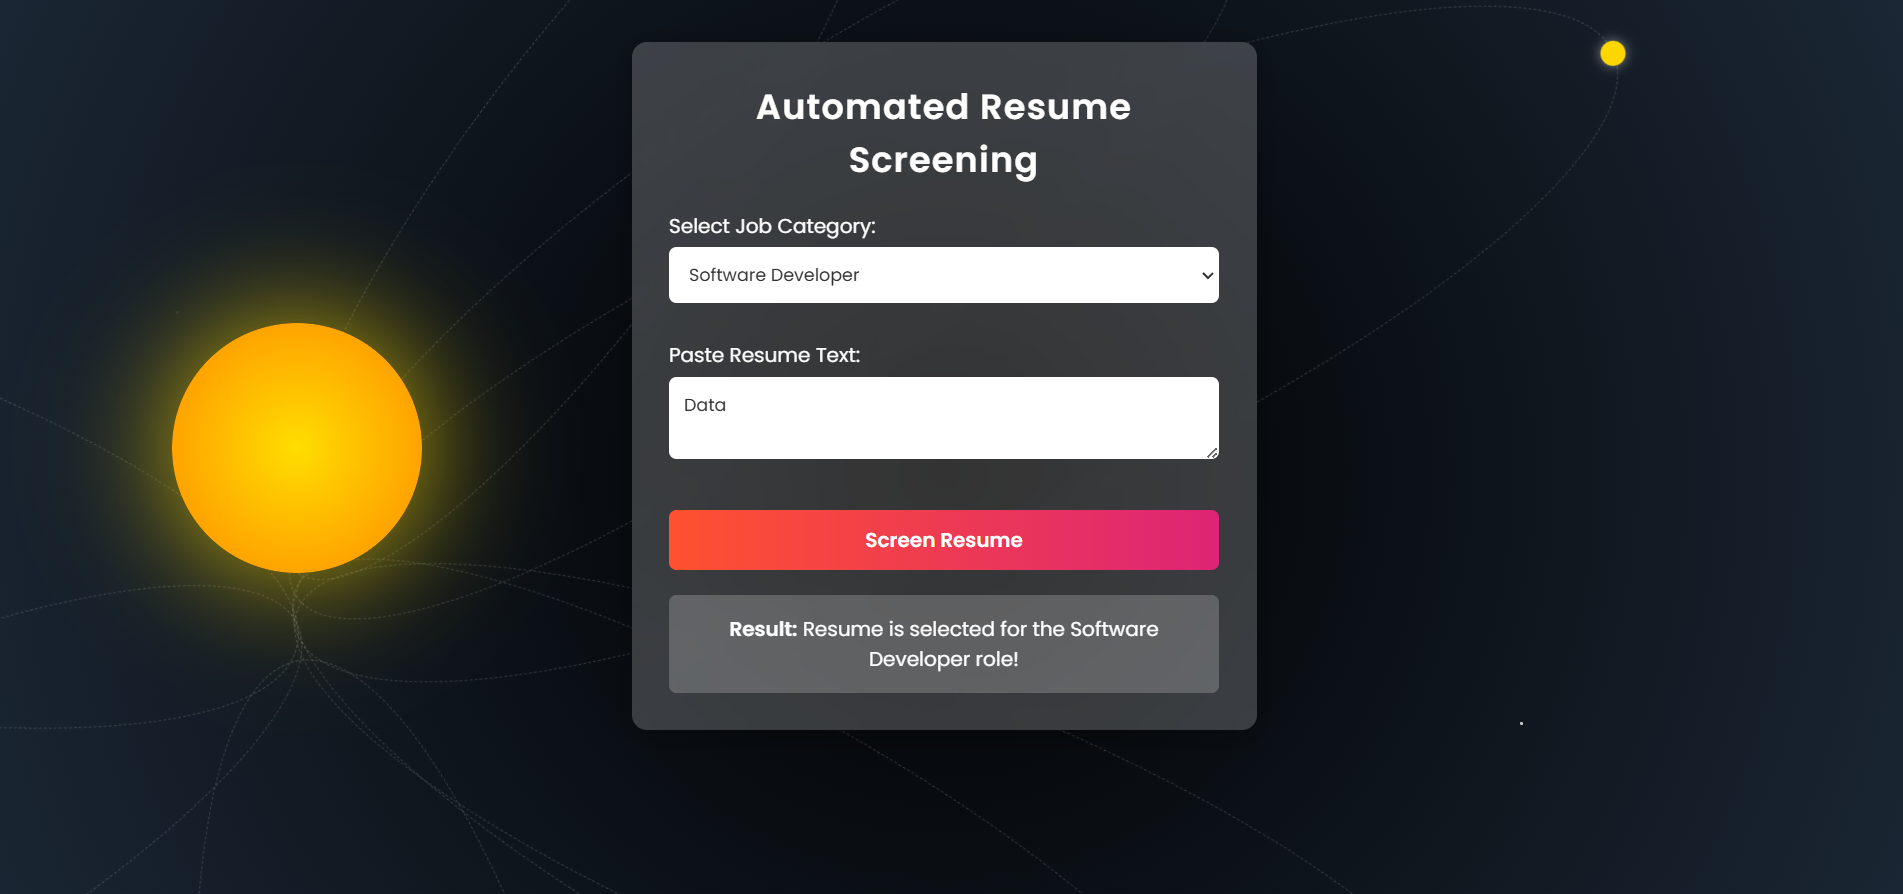 Automated Resume
Screening
Select Job Category:
Software Developer
Paste Resume Text:
Data
Screen Resume
Result: Resume is selected for the Software
Developer role!